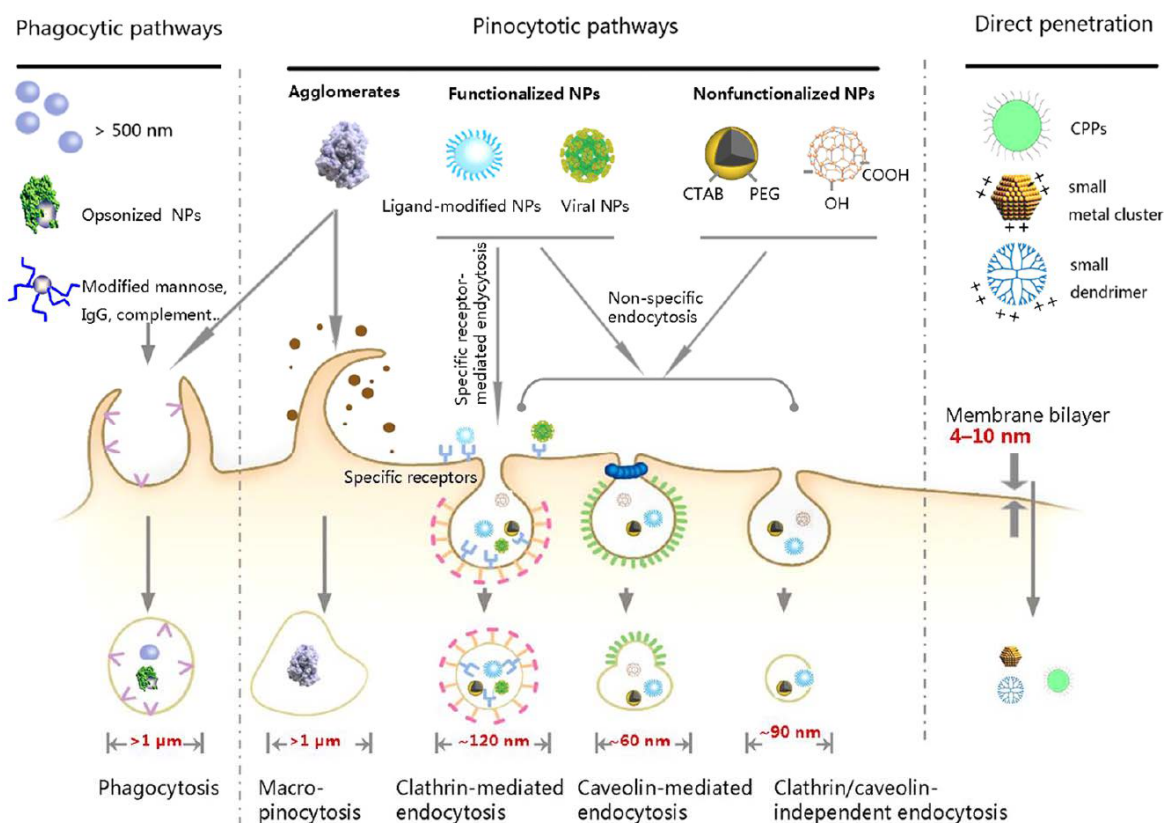 Phagocytic pathways
Pinocytotic pathways
Direct penetration
> 500 nm
Opsonized NPs
Modified mannose,
IgG, complement..
Agglomerates
Functionalized NPs
Nonfunctionalized NPs
Ligand-modified NPs
Viral NPs
CTAB
PEG
OH
COOH
CPPs
++
++
++
small
metal cluster
++
++
++
small
dendrimer
Specific receptor-
mediated endycytosis
Non-specific
endocytosis
Specific receptors
Membrane bilayer
4–10 nm
>1 μm
>1 μm
~120 nm
~60 nm
~90 nm
Phagocytosis
Macro-
pinocytosis
Clathrin-mediated
endocytosis
Caveolin-mediated
endocytosis
Clathrin/caveolin-
independent endocytosis